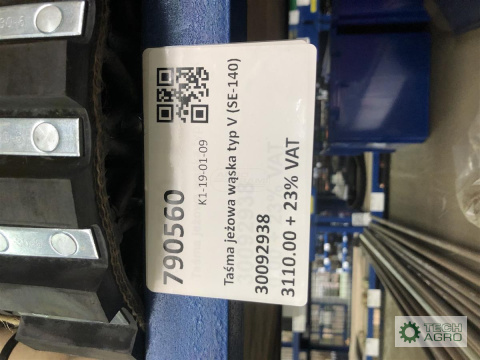 790560
K1-19-01-09
Taśma jeżowa wąska typ V (SE-140)
30092938
3110.00 + 23% VAT
TECH
AGRO